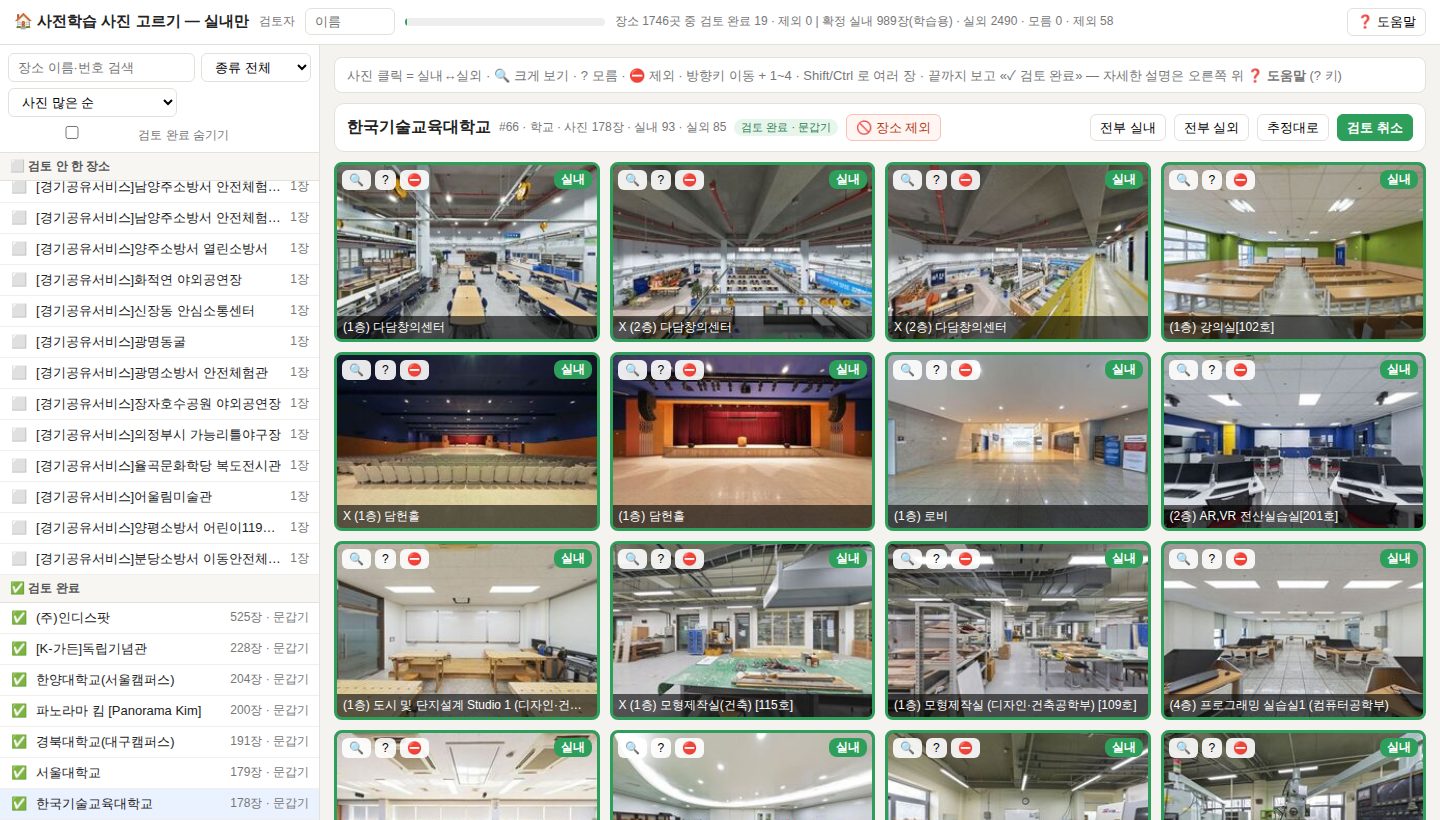 🏠 사전학습 사진 고르기 — 실내만
검토자
이름
장소 1746곳 중 검토 완료 19 · 제외 0 | 확정 실내 989장(학습용) · 실외 2490 · 모름 0 · 제외 58
❓ 도움말
장소 이름·번호 검색
종류 전체
사진 많은 순
검토 완료 숨기기
⬜ 검토 안 한 장소
[경기공유서비스]남양주소방서 안전체험… 1장
[경기공유서비스]남양주소방서 안전체험… 1장
[경기공유서비스]양주소방서 열린소방서 1장
[경기공유서비스]화적연 야외공연장 1장
[경기공유서비스]신장동 안심소통센터 1장
[경기공유서비스]광명동굴 1장
[경기공유서비스]광명소방서 안전체험관 1장
[경기공유서비스]장자호수공원 야외공연장 1장
[경기공유서비스]의정부시 가능리틀야구장 1장
[경기공유서비스]율곡문화학당 복도전시관 1장
[경기공유서비스]어울림미술관 1장
[경기공유서비스]양평소방서 어린이119… 1장
[경기공유서비스]분당소방서 이동안전체… 1장
✅ 검토 완료
(주)인디스팟 525장 · 문갑기
[K-가든]독립기념관 228장 · 문갑기
한양대학교(서울캠퍼스) 204장 · 문갑기
파노라마 킴 [Panorama Kim] 200장 · 문갑기
경북대학교(대구캠퍼스) 191장 · 문갑기
서울대학교 179장 · 문갑기
한국기술교육대학교 178장 · 문갑기
사진 클릭 = 실내↔실외 · 🔍 크게 보기 · ? 모름 · ⛔ 제외 · 방향키 이동 + 1~4 · Shift/Ctrl 로 여러 장 · 끝까지 보고 «✓ 검토 완료» — 자세한 설명은 오른쪽 위 ❓ 도움말 (? 키)
한국기술교육대학교 #66 · 학교 · 사진 178장 · 실내 93 · 실외 85 검토 완료 · 문갑기 🚫 장소 제외
전부 실내 전부 실외 추정대로 검토 취소
🔍 ? ⛔ 실내
(1층) 다담창의센터
🔍 ? ⛔ 실내
X (2층) 다담창의센터
🔍 ? ⛔ 실내
X (2층) 다담창의센터
🔍 ? ⛔ 실내
(1층) 강의실[102호]
🔍 ? ⛔ 실내
X (1층) 담헌홀
🔍 ? ⛔ 실내
(1층) 담헌홀
🔍 ? ⛔ 실내
(1층) 로비
🔍 ? ⛔ 실내
(2층) AR,VR 전산실습실[201호]
🔍 ? ⛔ 실내
(1층) 도시 및 단지설계 Studio 1 (디자인·건…
🔍 ? ⛔ 실내
X (1층) 모형제작실(건축) [115호]
🔍 ? ⛔ 실내
(1층) 모형제작실 (디자인·건축공학부) [109호]
🔍 ? ⛔ 실내
(4층) 프로그래밍 실습실1 (컴퓨터공학부)
🔍 ? ⛔ 실내
🔍 ? ⛔ 실내
🔍 ? ⛔ 실내
🔍 ? ⛔ 실내